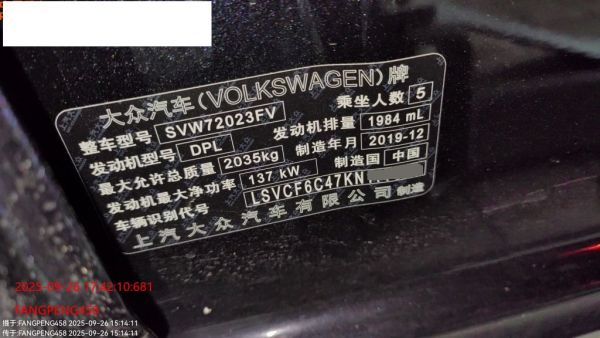 大众汽车(VOLKSWAGEN)牌
整车型号 SVW72023FV 乘坐人数 5
发动机型号 DPL 发动机排量 1984 mL
最大允许总质量 2035kg 制造年月 2019-12
发动机最大净功率 137 kW 制造国 中国
车辆识别代号 LSVCF6C47KN
上汽大众汽车有限公司 制造
2025-09-26 17:42:10:681
FANGPENG458
摄于:FANGPENG458 2025-09-26 15:14:11
传于:FANGPENG458 2025-09-26 15:14:11